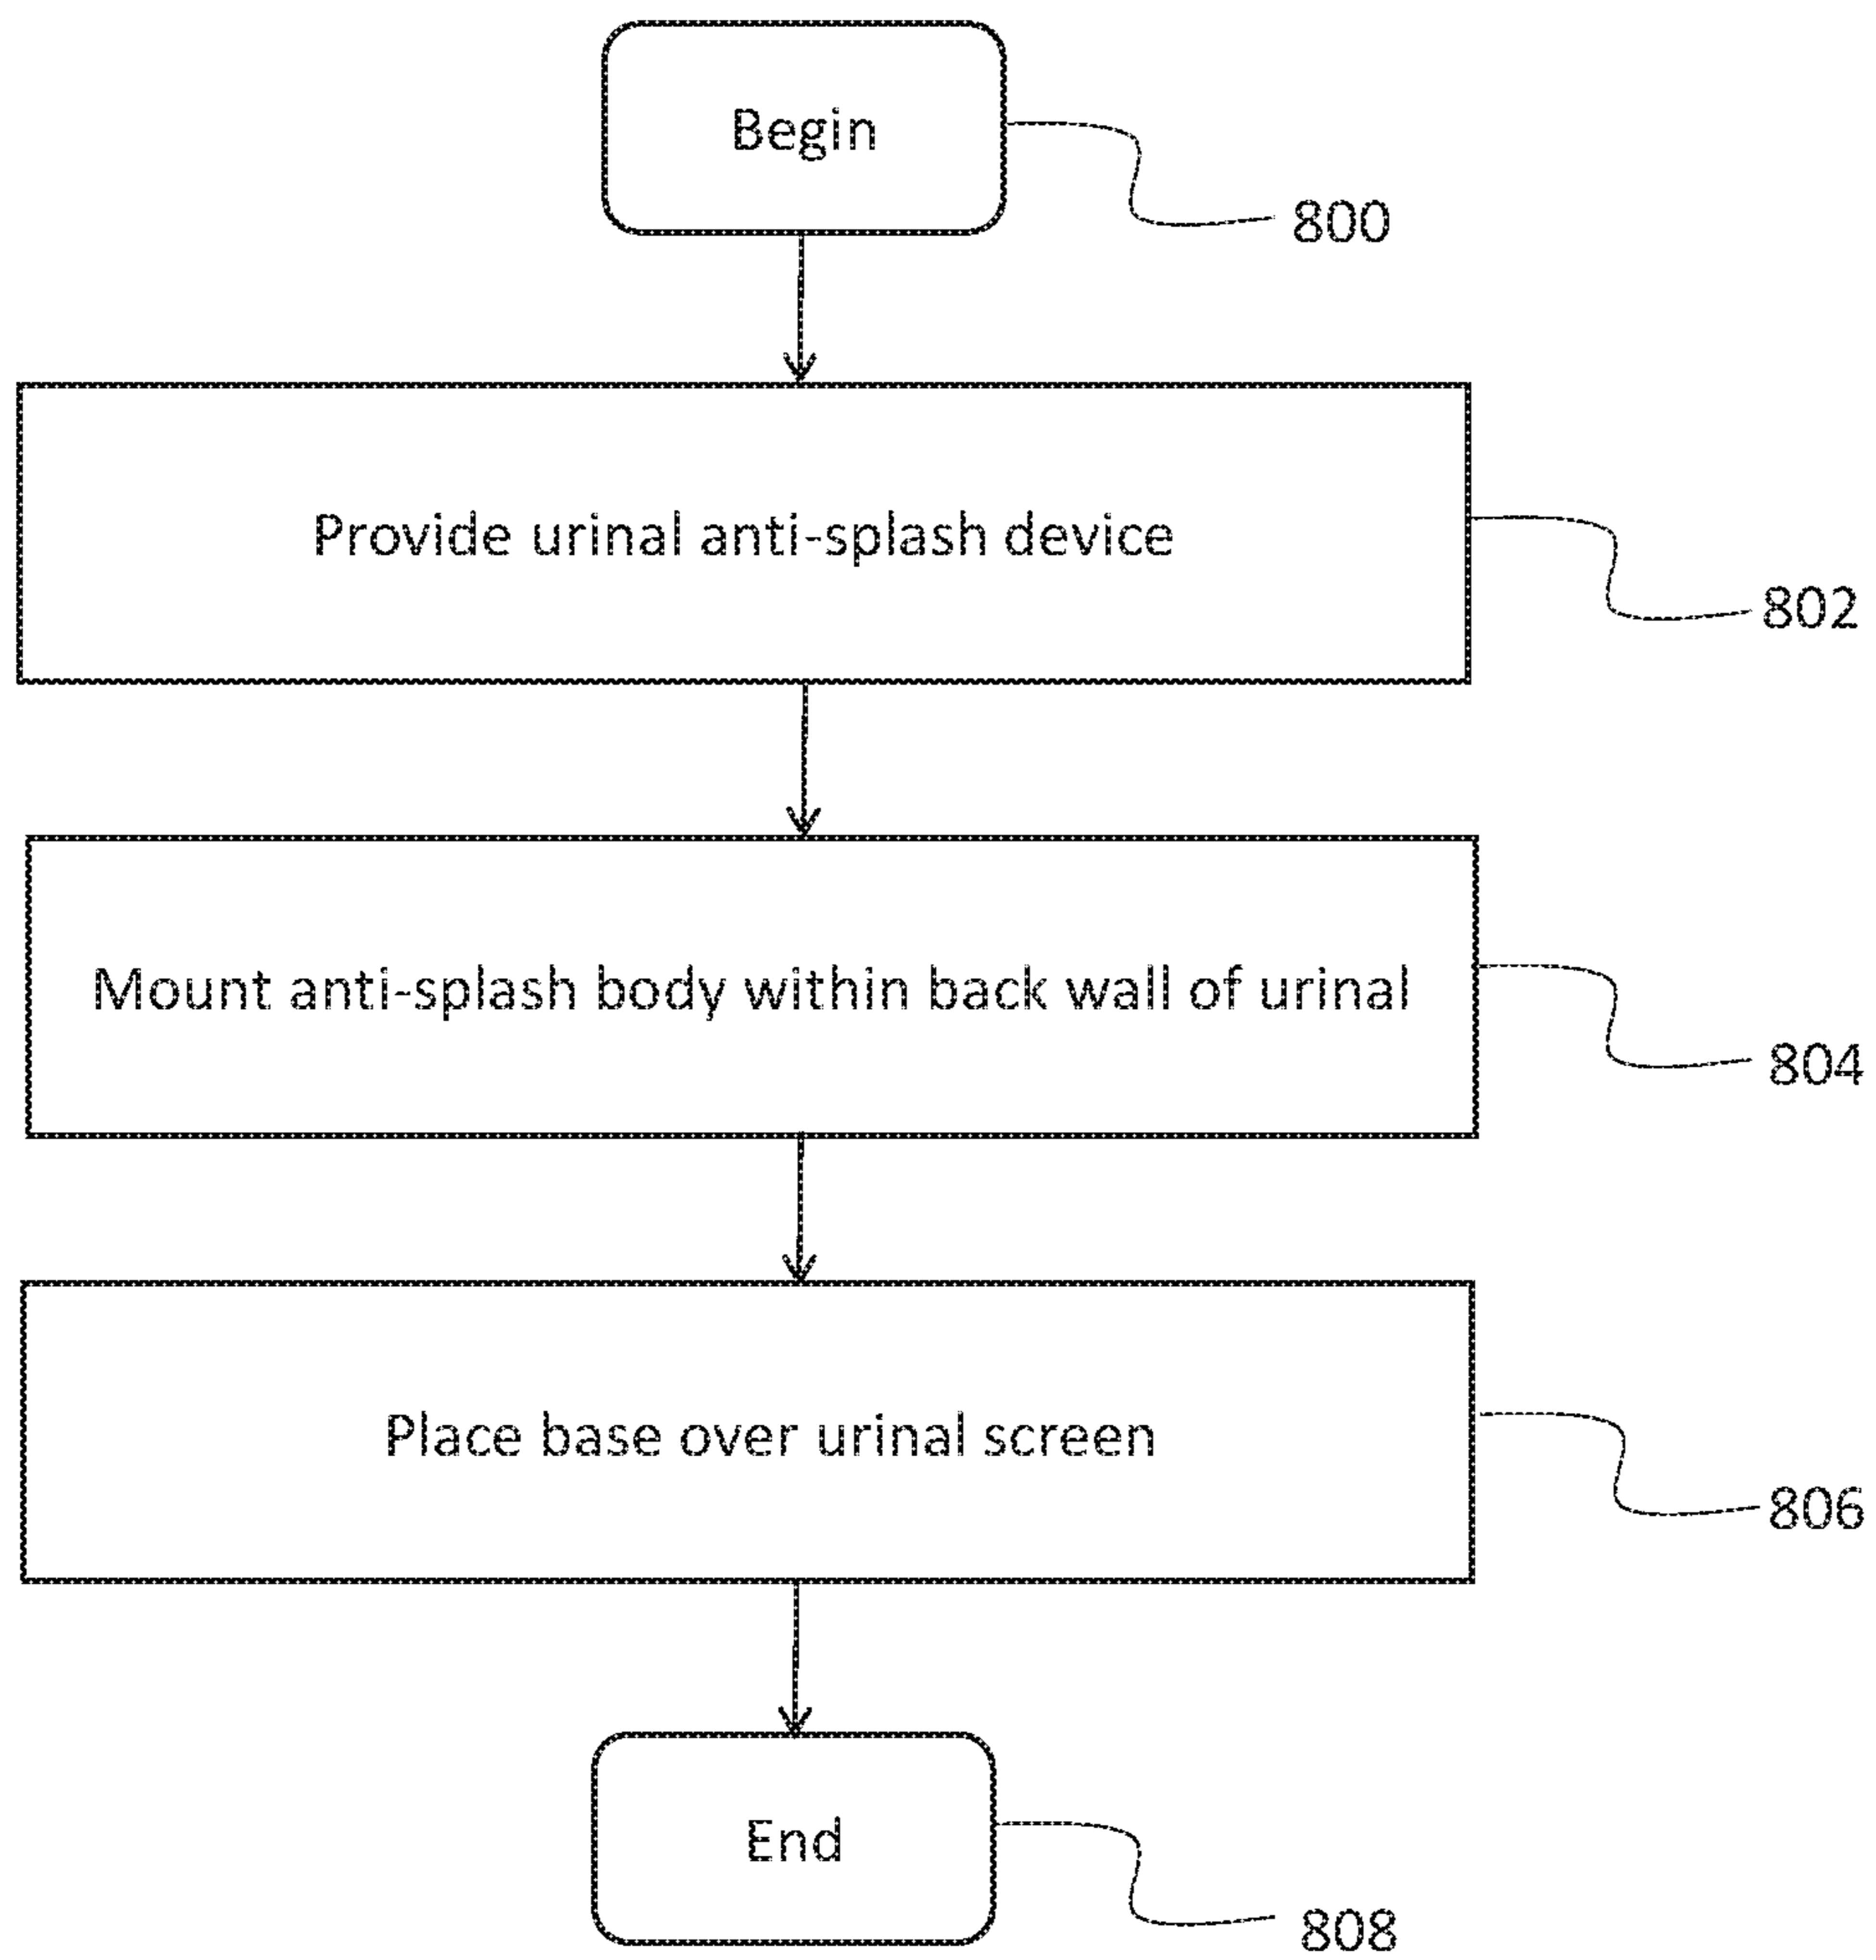 Begin
800
Provide urinal anti-splash device
802
Mount anti-splash body within back wall of urinal
804
Place base over urinal screen
806
End
808